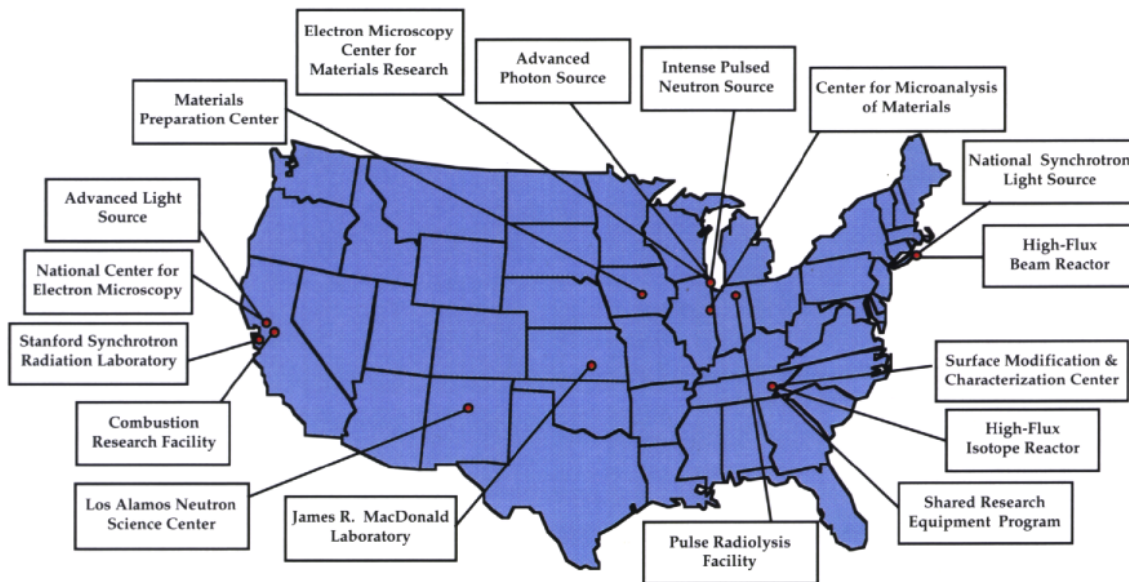 Electron Microscopy
Center for
Materials Research
Advanced
Photon Source
Intense Pulsed
Neutron Source
Center for Microanalysis
of Materials
Materials
Preparation Center
National Synchrotron
Light Source
Advanced Light
Source
High-Flux
Beam Reactor
National Center for
Electron Microscopy
Stanford Synchrotron
Radiation Laboratory
Surface Modification &
Characterization Center
Combustion
Research Facility
High-Flux
Isotope Reactor
Los Alamos Neutron
Science Center
James R. MacDonald
Laboratory
Shared Research
Equipment Program
Pulse Radiolysis
Facility